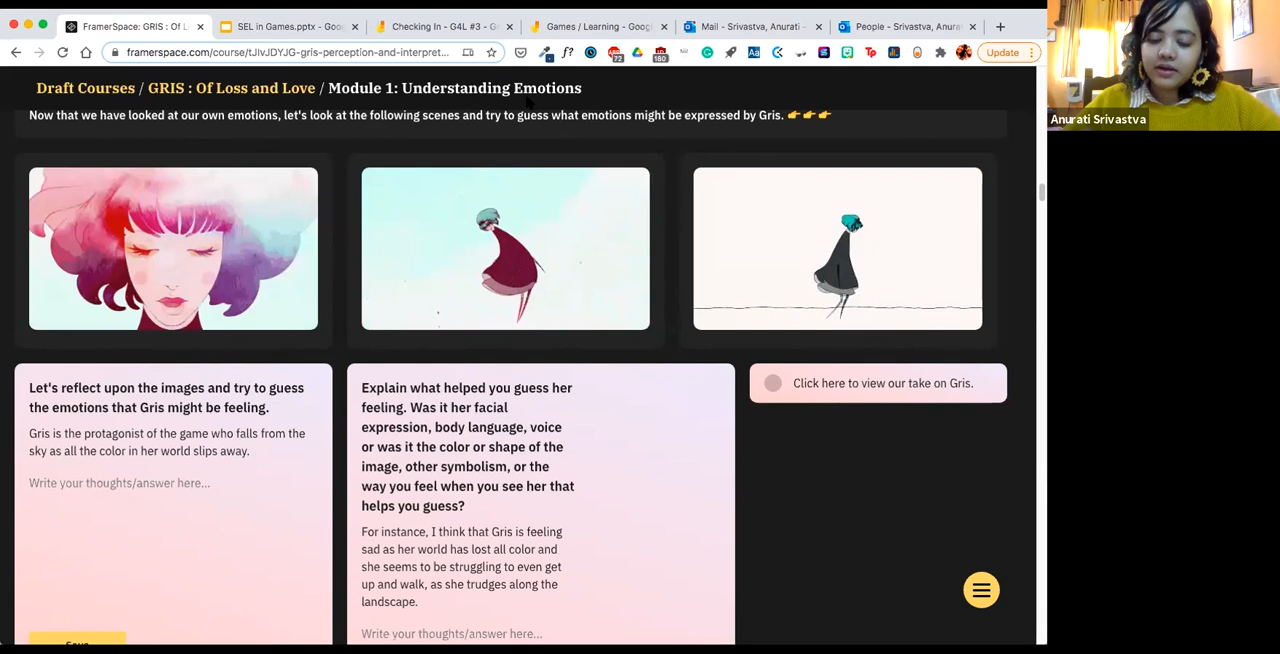 FramerSpace: GRIS : Of L
SEL in Games.pptx - Goo
Checking In - G4L #3 - Gr
Games / Learning - Googl
Mail - Srivastva, Anurati -
People - Srivastva, Anurat
framerspace.com/course/tJIvJDYJG-gris-perception-and-interpret...
Update
Draft Courses / GRIS : Of Loss and Love / Module 1: Understanding Emotions
Now that we have looked at our own emotions, let's look at the following scenes and try to guess what emotions might be expressed by Gris. 👉👉👉
Let's reflect upon the images and try to guess
the emotions that Gris might be feeling.
Gris is the protagonist of the game who falls from the
sky as all the color in her world slips away.
Write your thoughts/answer here...
Save
Explain what helped you guess her
feeling. Was it her facial
expression, body language, voice
or was it the color or shape of the
image, other symbolism, or the
way you feel when you see her that
helps you guess?
For instance, I think that Gris is feeling
sad as her world has lost all color and
she seems to be struggling to even get
up and walk, as she trudges along the
landscape.
Write your thoughts/answer here...
Click here to view our take on Gris.
Anurati Srivastva